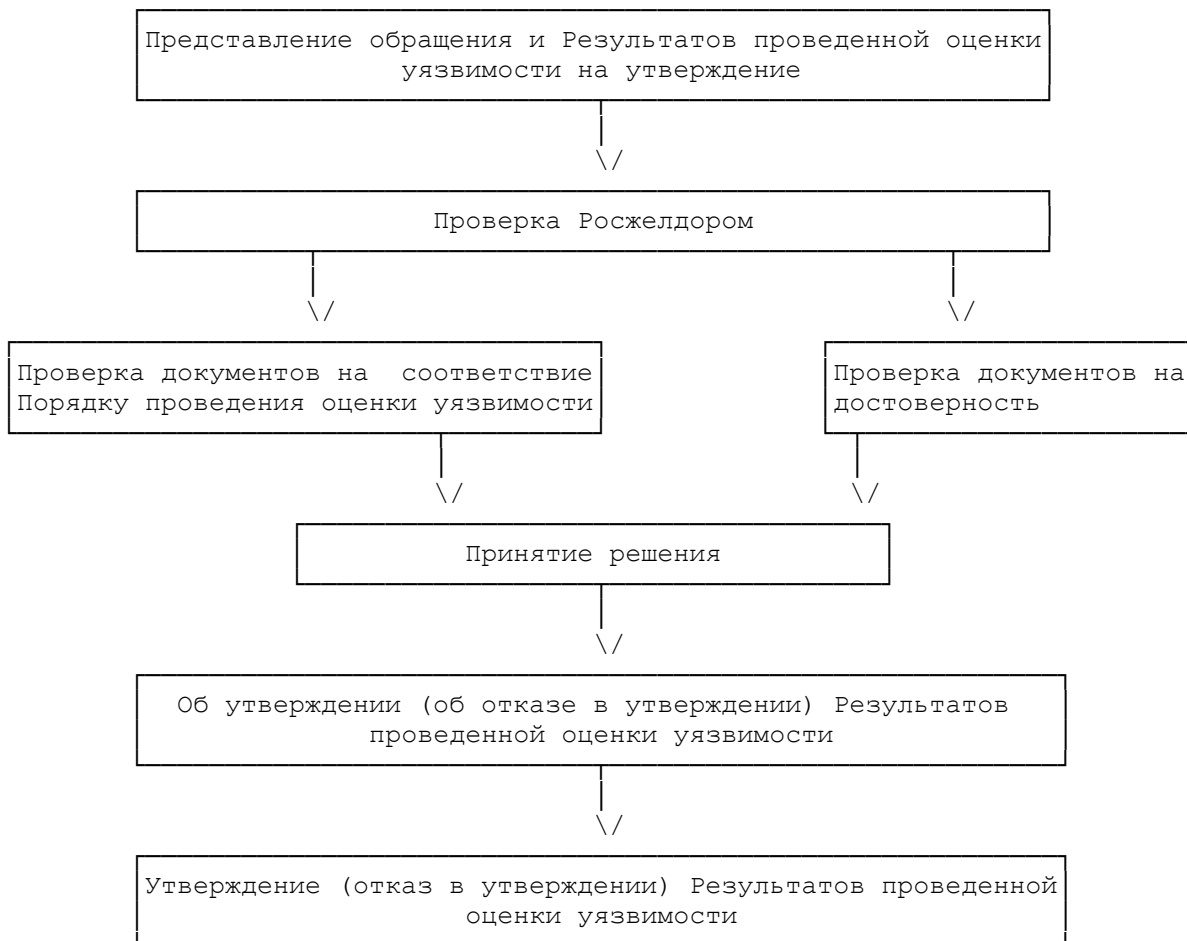 Представление обращения и Результатов проведенной оценки
уязвимости на утверждение
Проверка Росжелдором
Проверка документов на соответствие
Порядку проведения оценки уязвимости
Проверка документов на
достоверность
Принятие решения
Об утверждении (об отказе в утверждении) Результатов
проведенной оценки уязвимости
Утверждение (отказ в утверждении) Результатов проведенной
оценки уязвимости